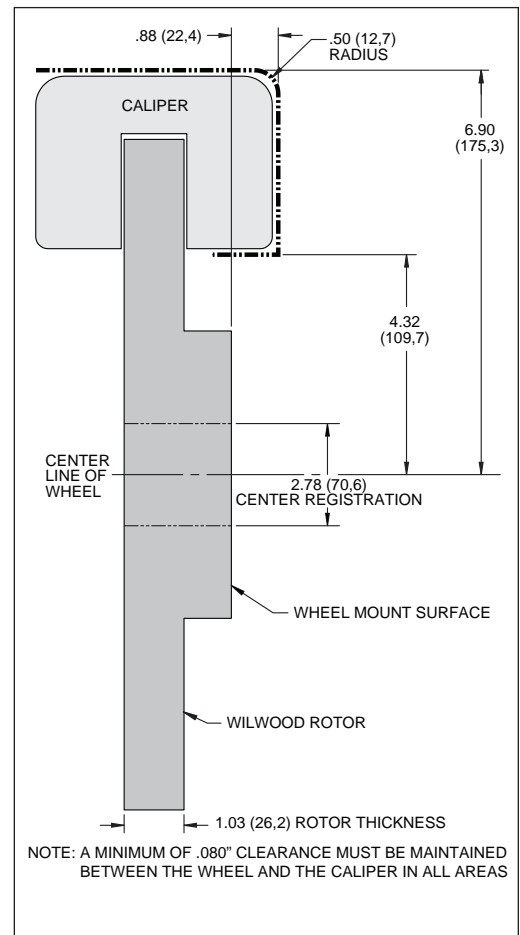 .88 (22,4)
.50 (12,7)
RADIUS
CALIPER
6.90
(175,3)
4.32
(109,7)
CENTER
LINE OF
WHEEL
2.78 (70,6)
CENTER REGISTRATION
WHEEL MOUNT SURFACE
WILWOOD ROTOR
1.03 (26,2) ROTOR THICKNESS
NOTE: A MINIMUM OF .080” CLEARANCE MUST BE MAINTAINED
BETWEEN THE WHEEL AND THE CALIPER IN ALL AREAS